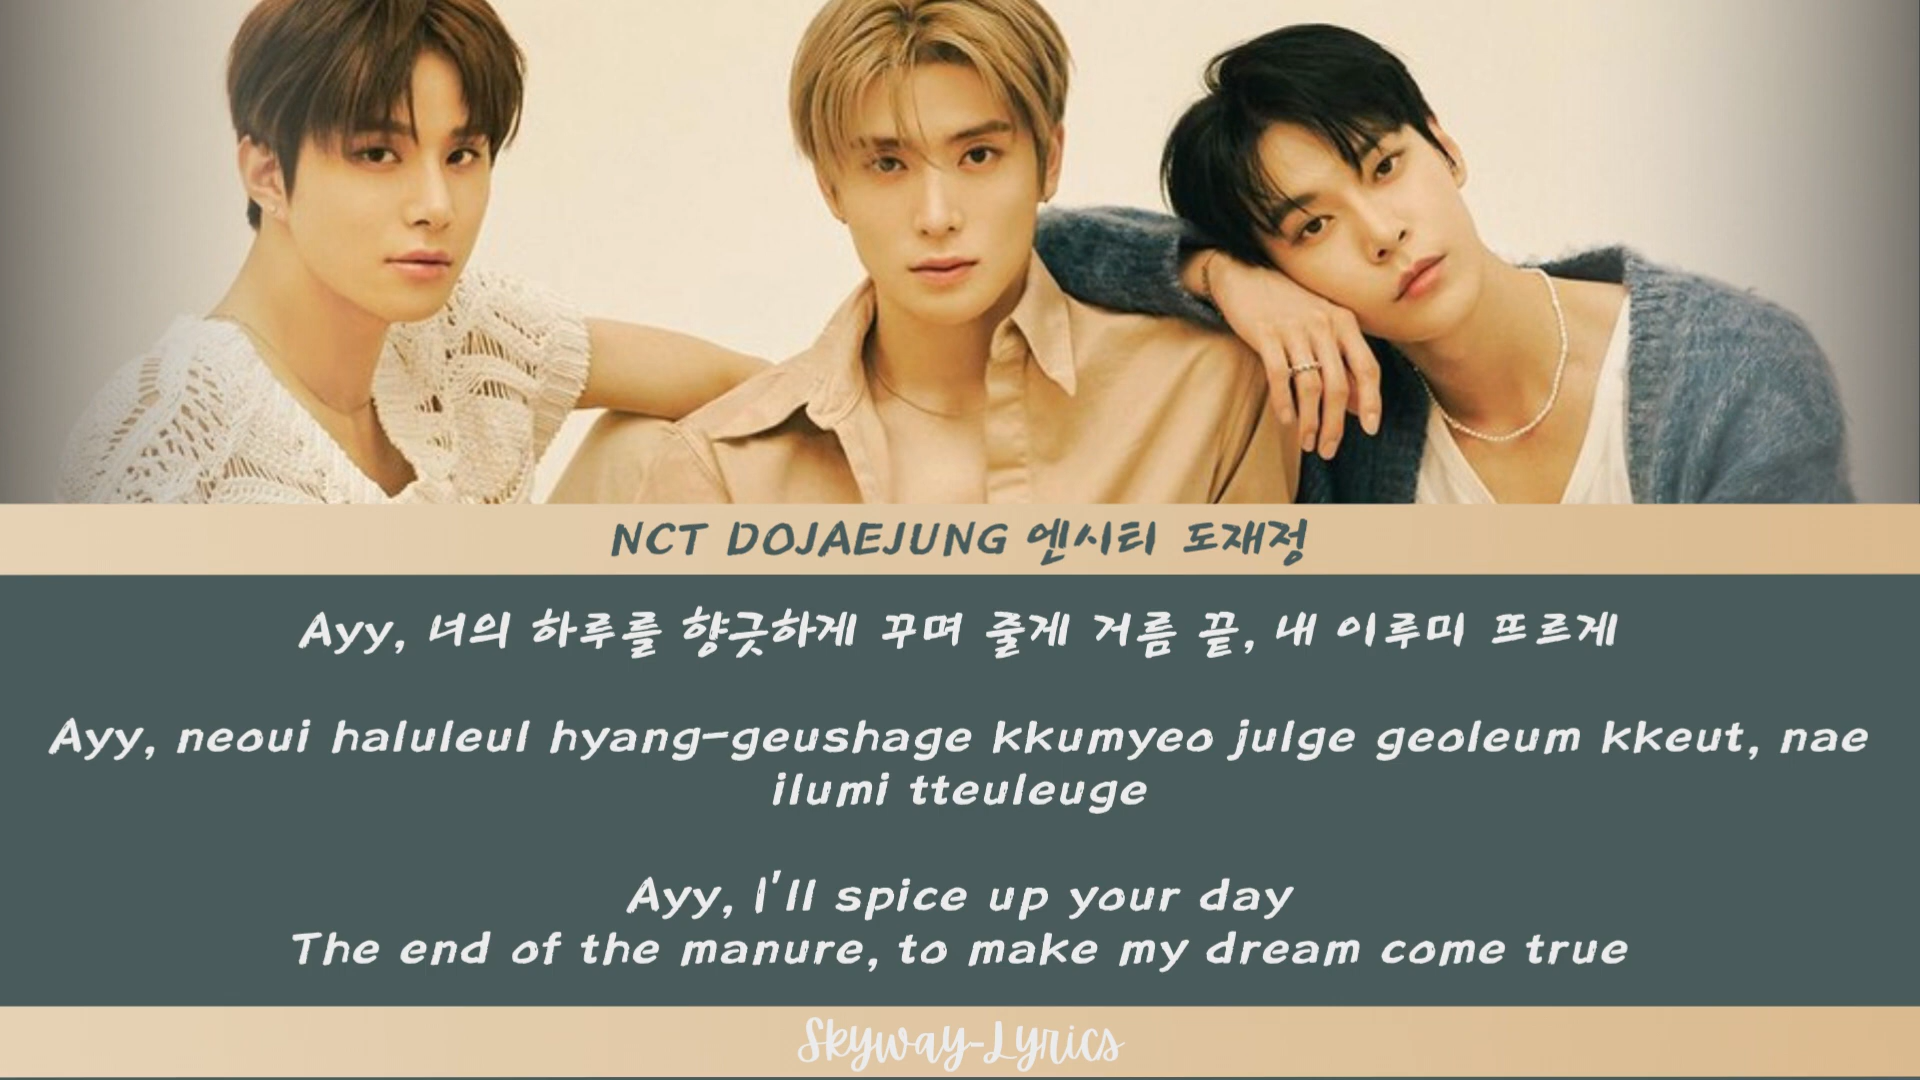 NCT DOJAEJUNG 엔시티 도재정
Ayy, 너의 하루를 향긋하게 꾸며 줄게 거름 끝, 내 이루미 뜨르게
Ayy, neoui haluleul hyang-geushage kkumyeo julge geoleum kkeut, nae
ilumi tteuleuge
Ayy, I'll spice up your day
The end of the manure, to make my dream come true
Skyway-Lyrics